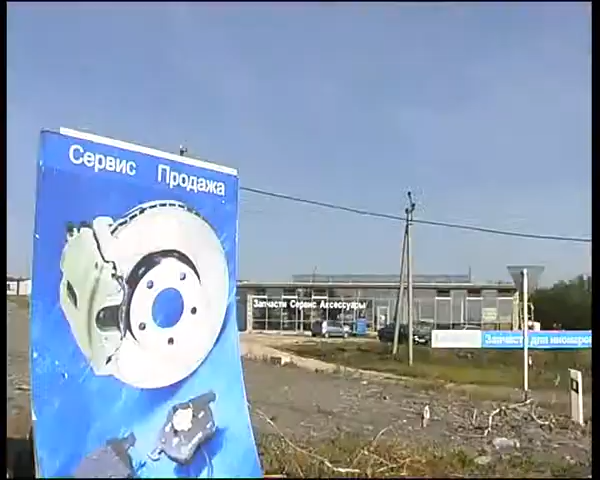 Сервис Продажа
Запчасти Сервис Аксессуары
Запчасти для иномарок